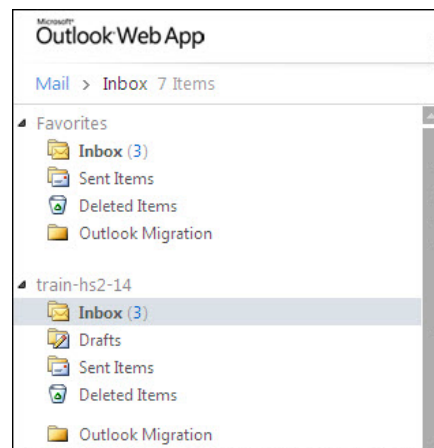 Microsoft®
Outlook Web App
Mail > Inbox 7 Items
Favorites
Inbox (3)
Sent Items
Deleted Items
Outlook Migration
train-hs2-14
Inbox (3)
Drafts
Sent Items
Deleted Items
Outlook Migration